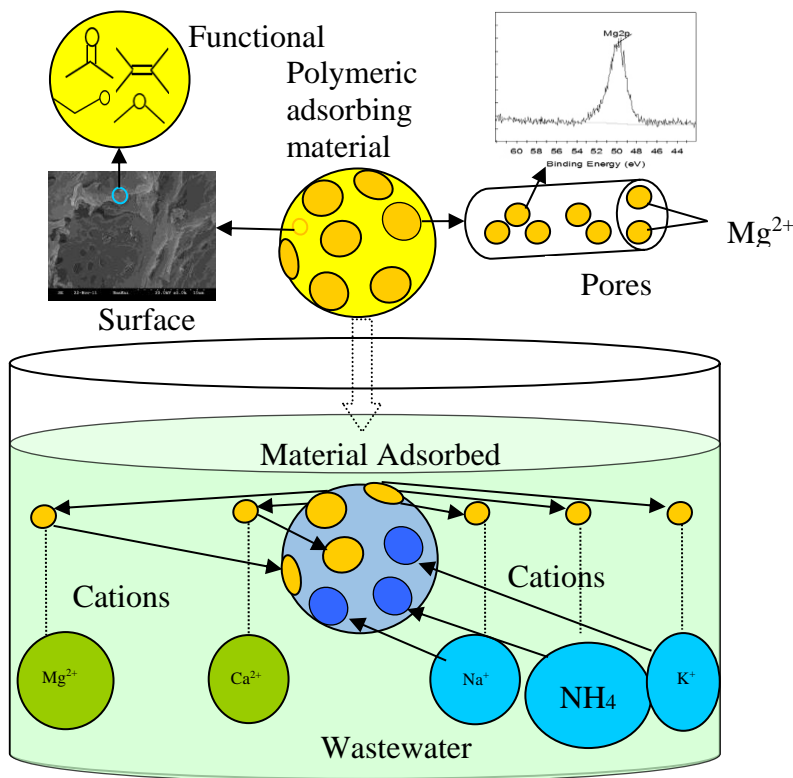 Functional
Polymeric
adsorbing
material
Mg2p
60 58 56 54 52 50 48 46 44
Binding Energy (eV)
Mg2+
Surface
Pores
Material Adsorbed
Cations
Cations
Mg2+
Ca2+
Na+
NH4
K+
Wastewater